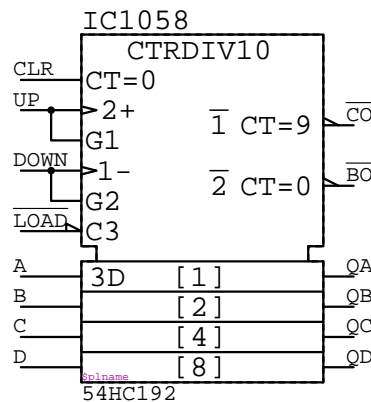 IC1058
CTRDIV10
CLR CT=0
UP 2+
G1
1 CT=9 CO
DOWN 1-
G2
2 CT=0 BO
LOAD C3
A 3D [1] QA
B [2] QB
C [4] QC
D [8] QD
$plname
54HC192